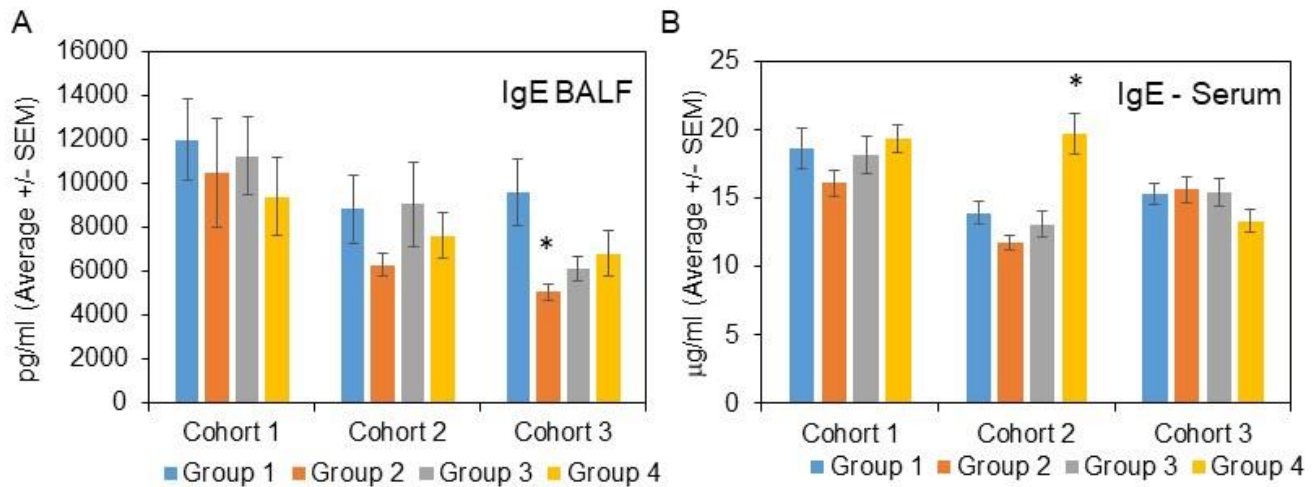 A
16000
14000
12000
10000
8000
6000
4000
2000
0
pg/ml (Average +/- SEM)
IgE BALF
*
Cohort 1 Cohort 2 Cohort 3
Group 1 Group 2 Group 3 Group 4
B
25
20
15
10
5
0
μg/ml (Average +/- SEM)
IgE - Serum
*
Cohort 1 Cohort 2 Cohort 3
Group 1 Group 2 Group 3 Group 4